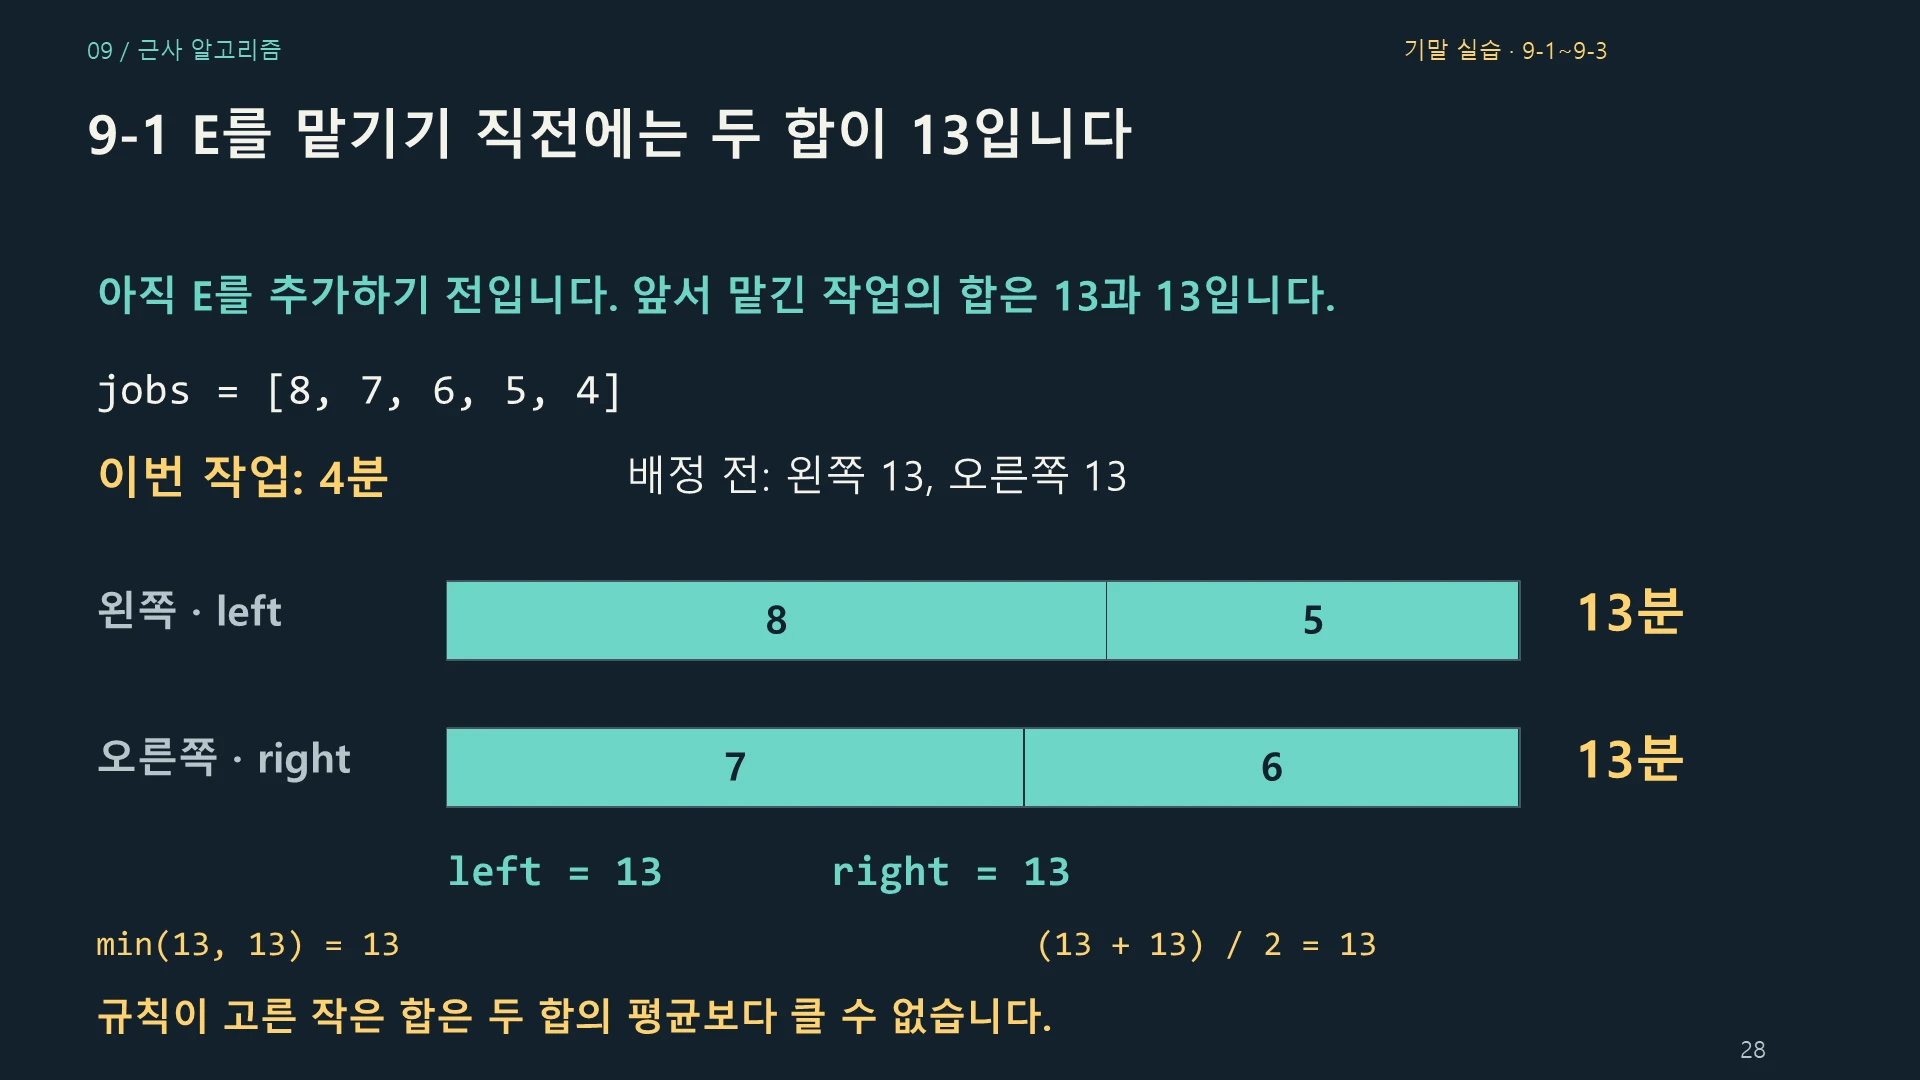 09 / 근사 알고리즘
기말 실습 · 9-1~9-3
9-1 E를 맡기기 직전에는 두 합이 13입니다
아직 E를 추가하기 전입니다. 앞서 맡긴 작업의 합은 13과 13입니다.
jobs = [8, 7, 6, 5, 4]
이번 작업: 4분
배정 전: 왼쪽 13, 오른쪽 13
왼쪽 · left
8
5
13분
오른쪽 · right
7
6
13분
left = 13
right = 13
min(13, 13) = 13
(13 + 13) / 2 = 13
규칙이 고른 작은 합은 두 합의 평균보다 클 수 없습니다.
28